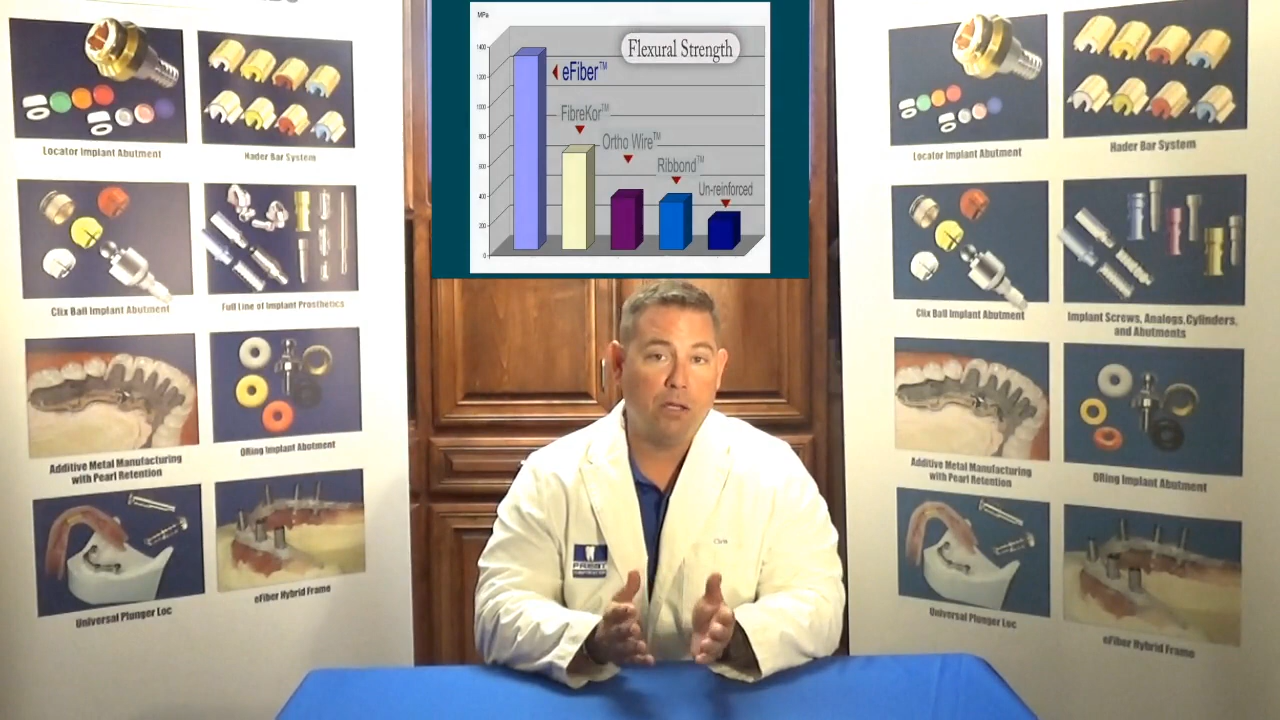 Locator Implant Abutment
Hader Bar System
Clix Ball Implant Abutment
Full Line of Implant Prosthetics
Additive Metal Manufacturing
with Pearl Retention
ORing Implant Abutment
Universal Plunger Loc
eFiber Hybrid Frame
MPa
1400
1200
1000
800
600
400
200
0
Flexural Strength
eFiber™
FibreKor™
Ortho Wire™
Ribbond™
Un-reinforced
PREAT
Chris
Locator Implant Abutment
Hader Bar System
Clix Ball Implant Abutment
Implant Screws, Analogs,Cylinders,
and Abutments
Additive Metal Manufacturing
with Pearl Retention
ORing Implant Abutment
Universal Plunger Loc
eFiber Hybrid Frame